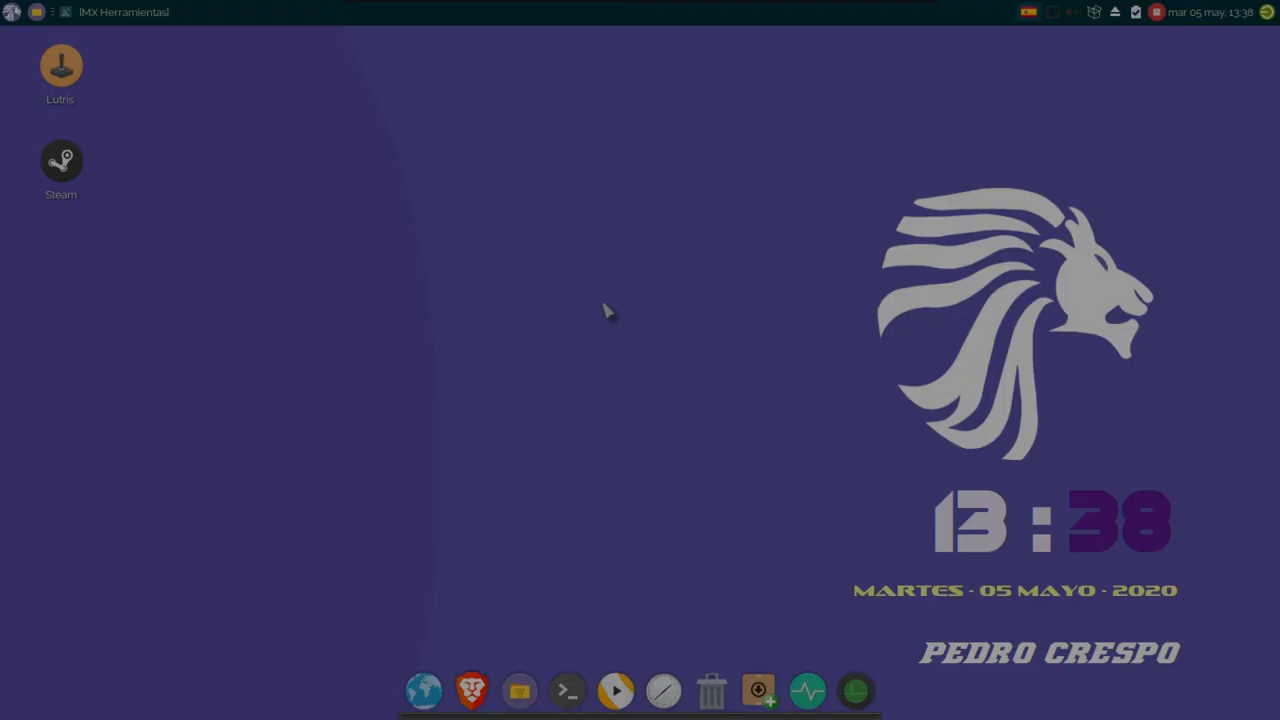 [MX Herramientas]
mar 05 may, 13:38
Lutris
Steam
13:38
MARTES - 05 MAYO - 2020
PEDRO CRESPO